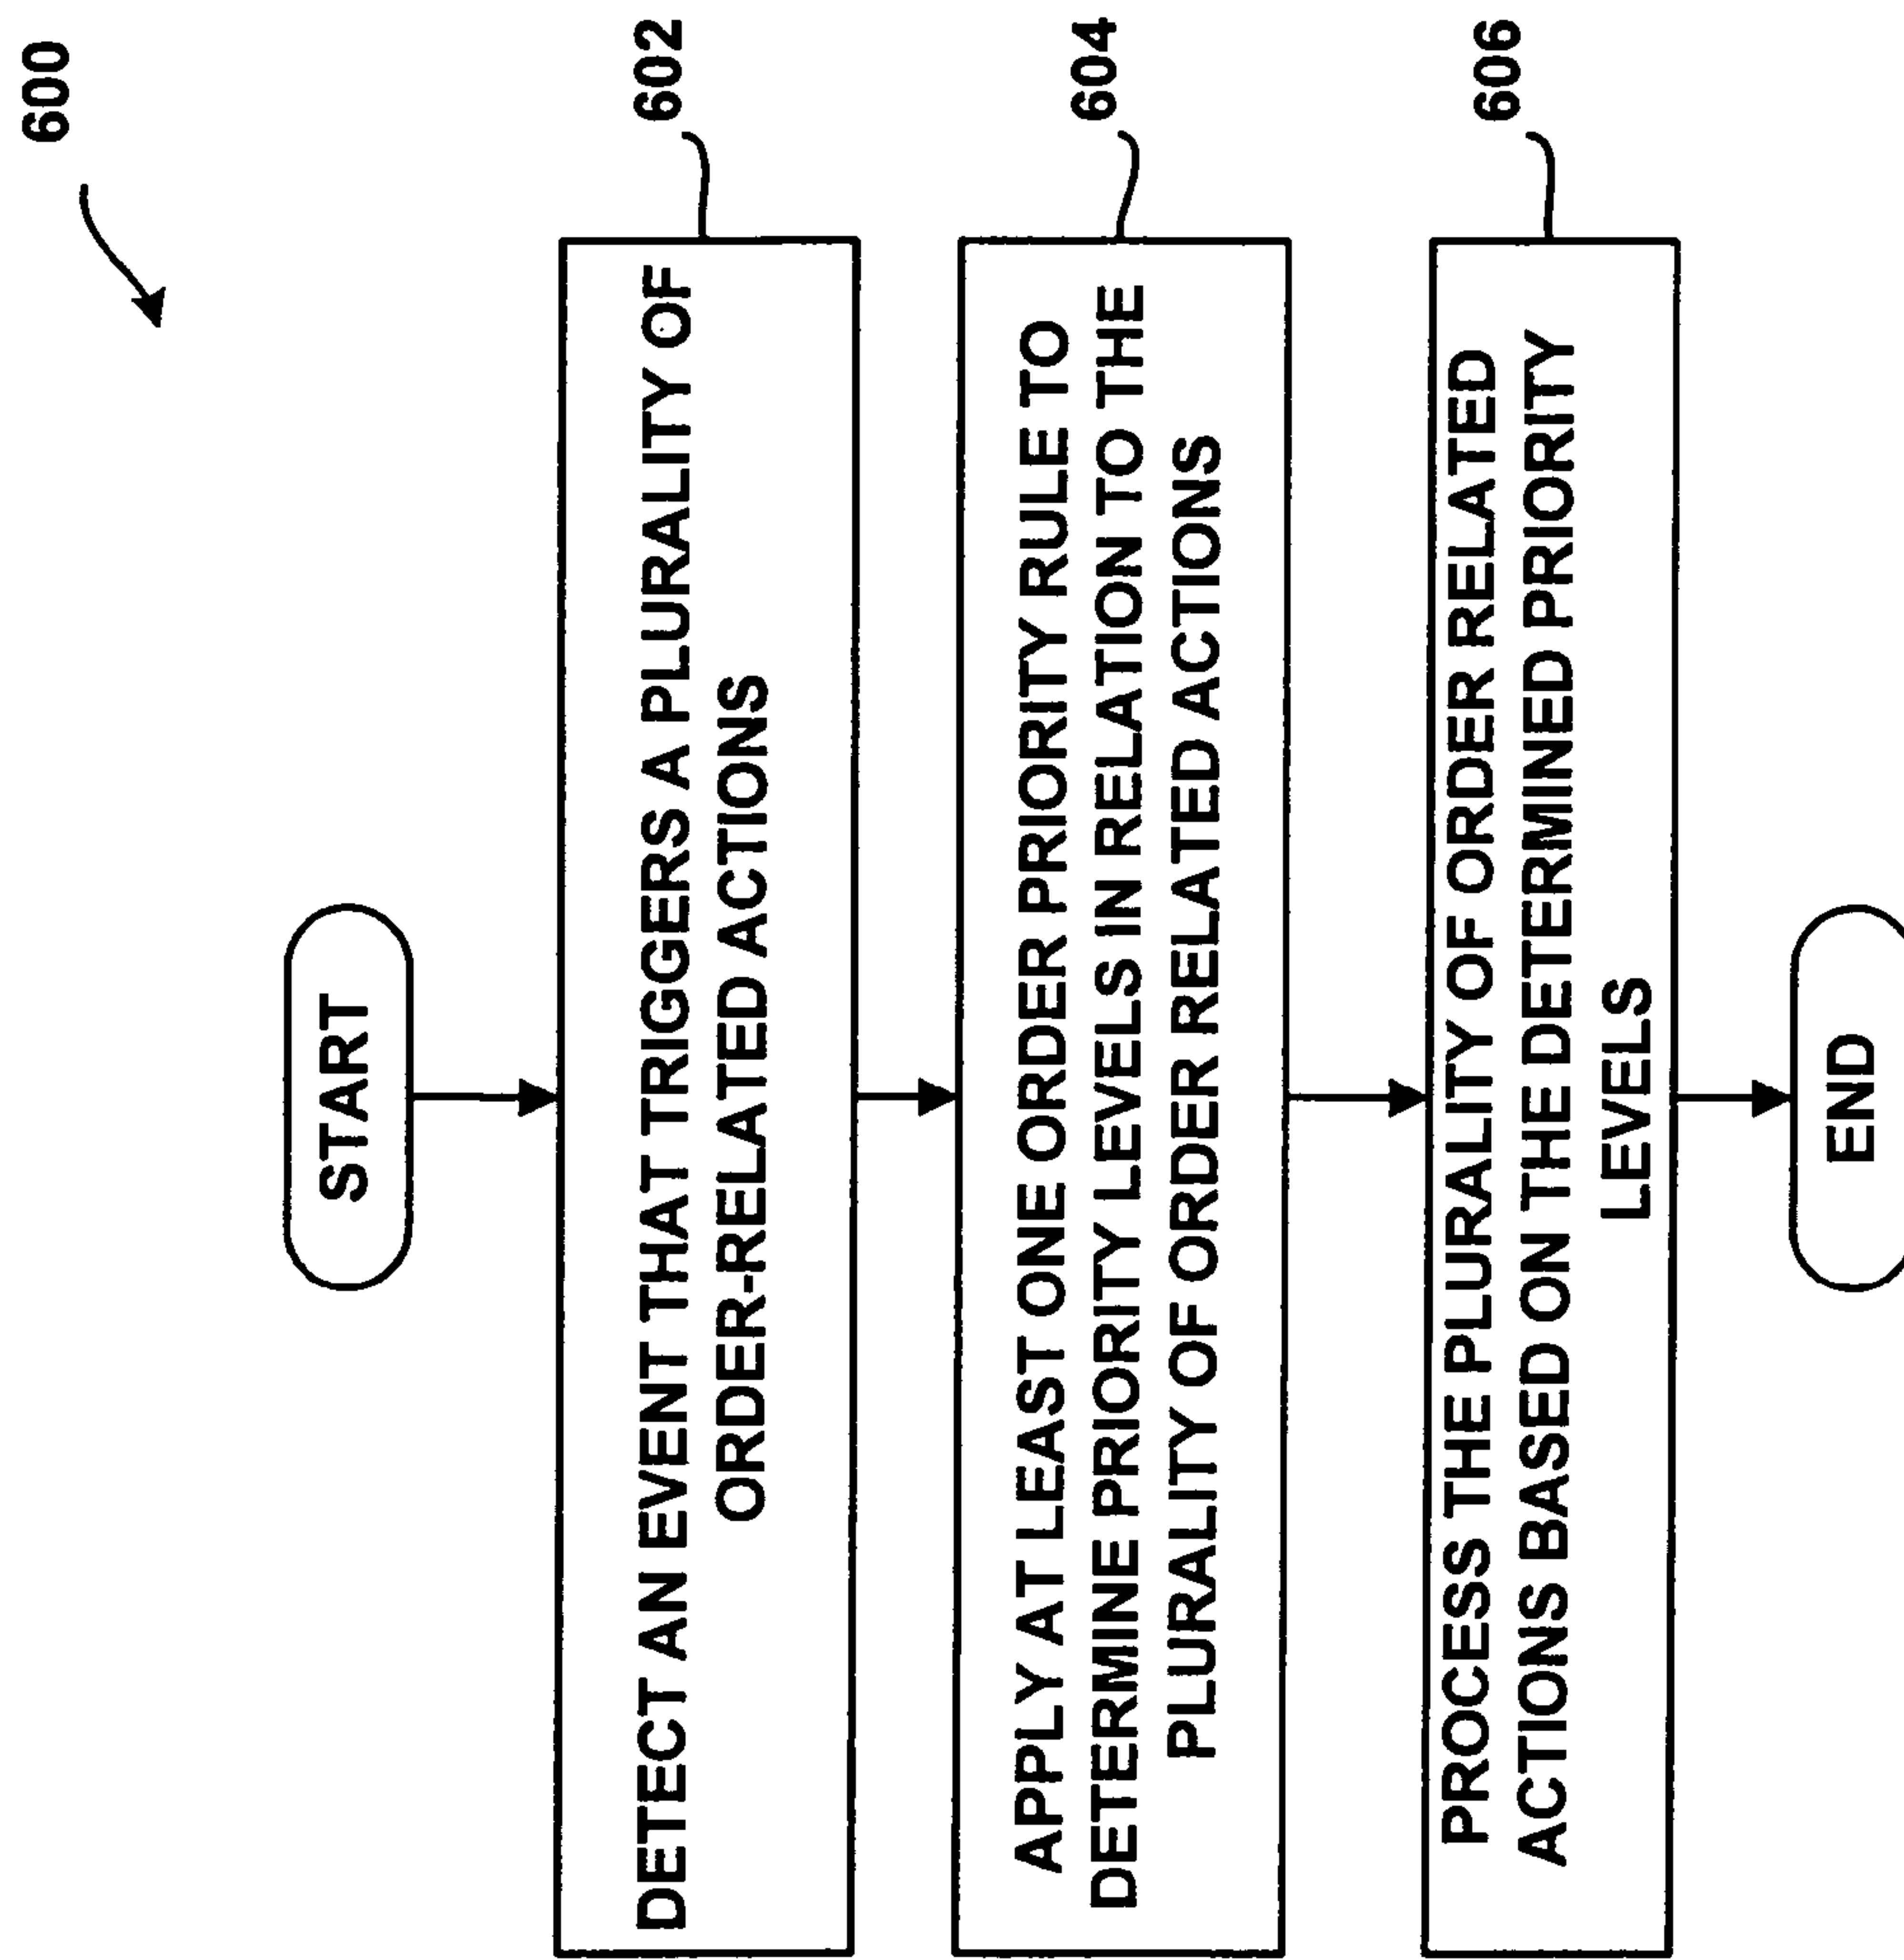 600
START
DETECT AN EVENT THAT TRIGGERS A PLURALITY OF
ORDER-RELATED ACTIONS
602
APPLY AT LEAST ONE ORDER PRIORITY RULE TO
DETERMINE PRIORITY LEVELS IN RELATION TO THE
PLURALITY OF ORDER RELATED ACTIONS
604
PROCESS THE PLURALITY OF ORDER RELATED
ACTIONS BASED ON THE DETERMINED PRIORITY
LEVELS
606
END